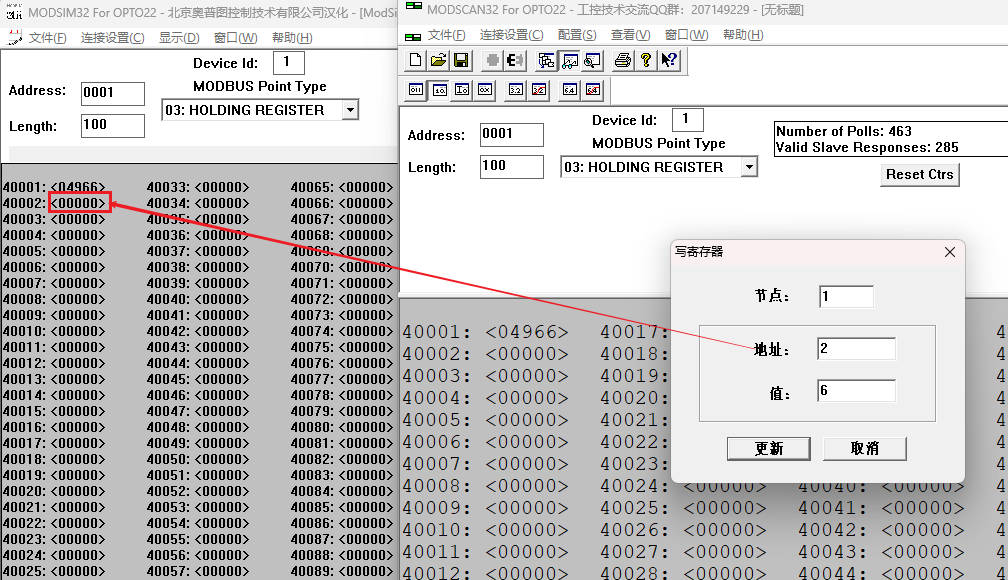 MODSIM32 For OPTO22 - 北京奥普图控制技术有限公司汉化 - [ModSi
文件(F) 连接设置(C) 显示(D) 窗口(W) 帮助(H)
Device Id: 1
Address: 0001
MODBUS Point Type
Length: 100
03: HOLDING REGISTER
40001: <04966> 40033: <00000> 40065: <00000>
40002: <00000> 40034: <00000> 40066: <00000>
40003: <00000> 40035: <00000> 40067: <00000>
40004: <00000> 40036: <00000> 40068: <00000>
40005: <00000> 40037: <00000> 40069: <00000>
40006: <00000> 40038: <00000> 40070: <00000>
40007: <00000> 40039: <00000> 40071: <00000>
40008: <00000> 40040: <00000> 40072: <00000>
40009: <00000> 40041: <00000> 40073: <00000>
40010: <00000> 40042: <00000> 40074: <00000>
40011: <00000> 40043: <00000> 40075: <00000>
40012: <00000> 40044: <00000> 40076: <00000>
40013: <00000> 40045: <00000> 40077: <00000>
40014: <00000> 40046: <00000> 40078: <00000>
40015: <00000> 40047: <00000> 40079: <00000>
40016: <00000> 40048: <00000> 40080: <00000>
40017: <00000> 40049: <00000> 40081: <00000>
40018: <00000> 40050: <00000> 40082: <00000>
40019: <00000> 40051: <00000> 40083: <00000>
40020: <00000> 40052: <00000> 40084: <00000>
40021: <00000> 40053: <00000> 40085: <00000>
40022: <00000> 40054: <00000> 40086: <00000>
40023: <00000> 40055: <00000> 40087: <00000>
40024: <00000> 40056: <00000> 40088: <00000>
40025: <00000> 40057: <00000> 40089: <00000>
MODSCAN32 For OPTO22 - 工控技术交流QQ群：207149229 - [无标题]
文件(F) 连接设置(C) 配置(S) 查看(V) 窗口(W) 帮助(H)
Device Id: 1
Address: 0001
MODBUS Point Type
Length: 100
03: HOLDING REGISTER
Number of Polls: 463
Valid Slave Responses: 285
Reset Ctrs
40001: <04966> 40017:
40002: <00000> 40018:
40003: <00000> 40019:
40004: <00000> 40020:
40005: <00000> 40021:
40006: <00000> 40022:
40007: <00000> 40023:
40008: <00000> 40024: <00000> 40040: <00000>
40009: <00000> 40025: <00000> 40041: <00000>
40010: <00000> 40026: <00000> 40042: <00000>
40011: <00000> 40027: <00000> 40043: <00000>
40012: <00000> 40028: <00000> 40044: <00000>
写寄存器
节点： 1
地址： 2
值： 6
更新 取消